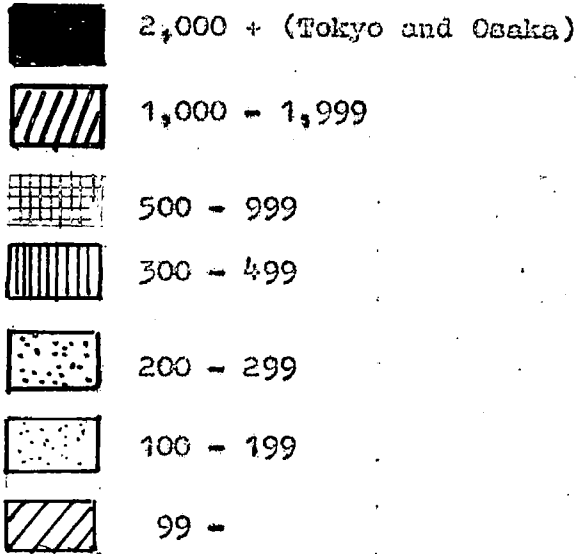 2,000 + (Tokyo and Osaka)
1,000 - 1,999
500 - 999
300 - 499
200 - 299
100 - 199
99 -